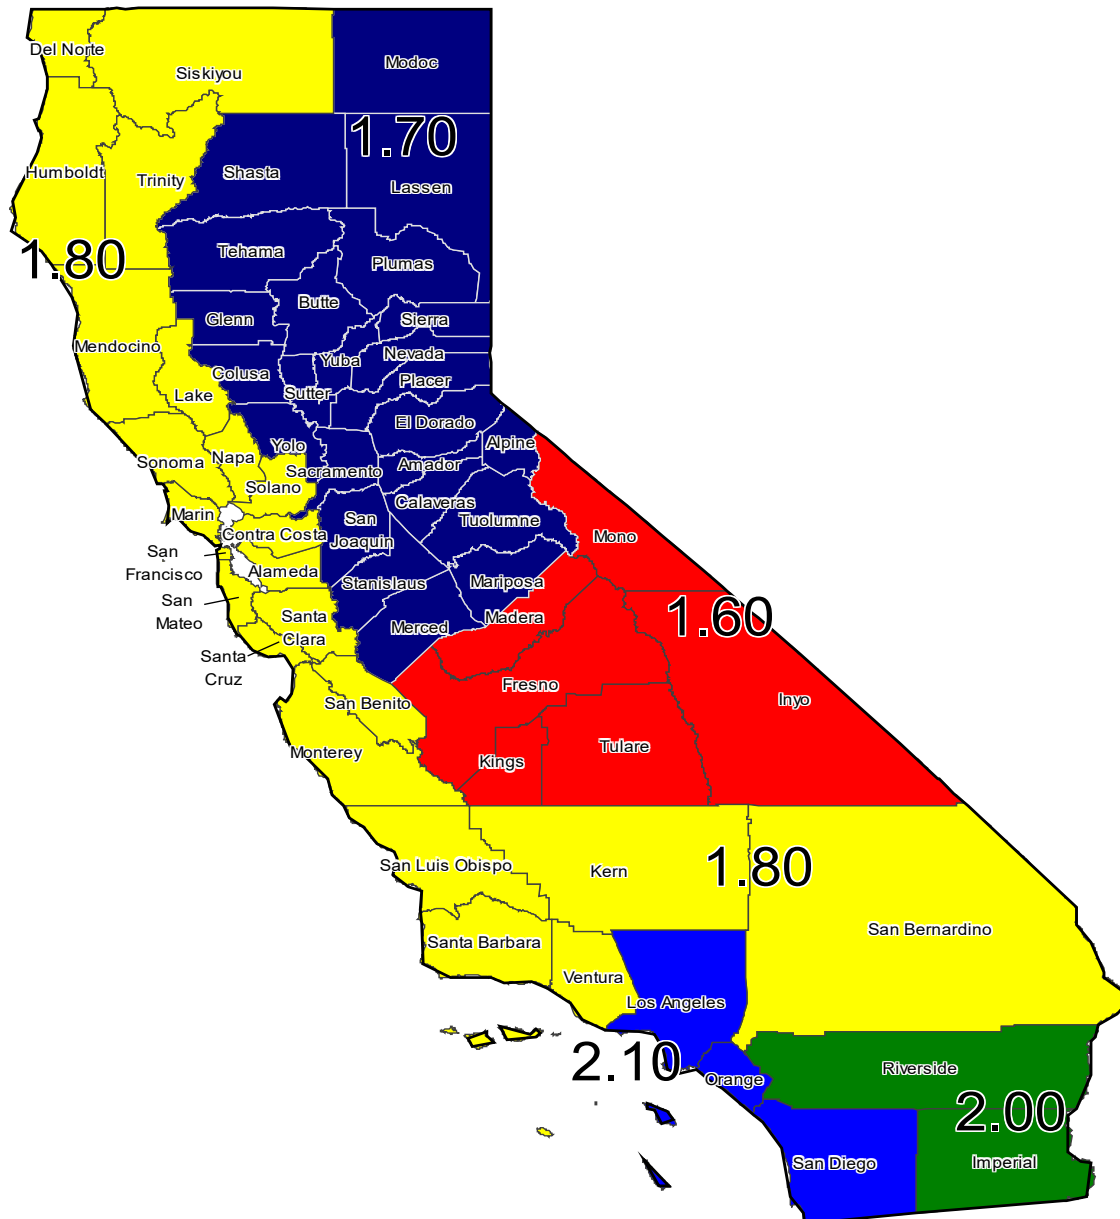 Del Norte
Siskiyou
Modoc
1.70
Humboldt
Trinity
Shasta
Lassen
1.80
Tehama
Plumas
Butte
Glenn
Sierra
Mendocino
Nevada
Yuba
Colusa
Placer
Lake
Sutter
El Dorado
Alpine
Yolo
Sonoma
Napa
Sacramento
Amador
Solano
Calaveras
Marin
San
Joaquin
Tuolumne
Contra Costa
Mono
San
Francisco
Alameda
Stanislaus
Mariposa
San
Mateo
Santa
Clara
Merced
Madera
1.60
Santa
Cruz
Fresno
Inyo
San Benito
Monterey
Kings
Tulare
San Luis Obispo
Kern
1.80
San Bernardino
Santa Barbara
Ventura
Los Angeles
2.10
Orange
Riverside
2.00
San Diego
Imperial